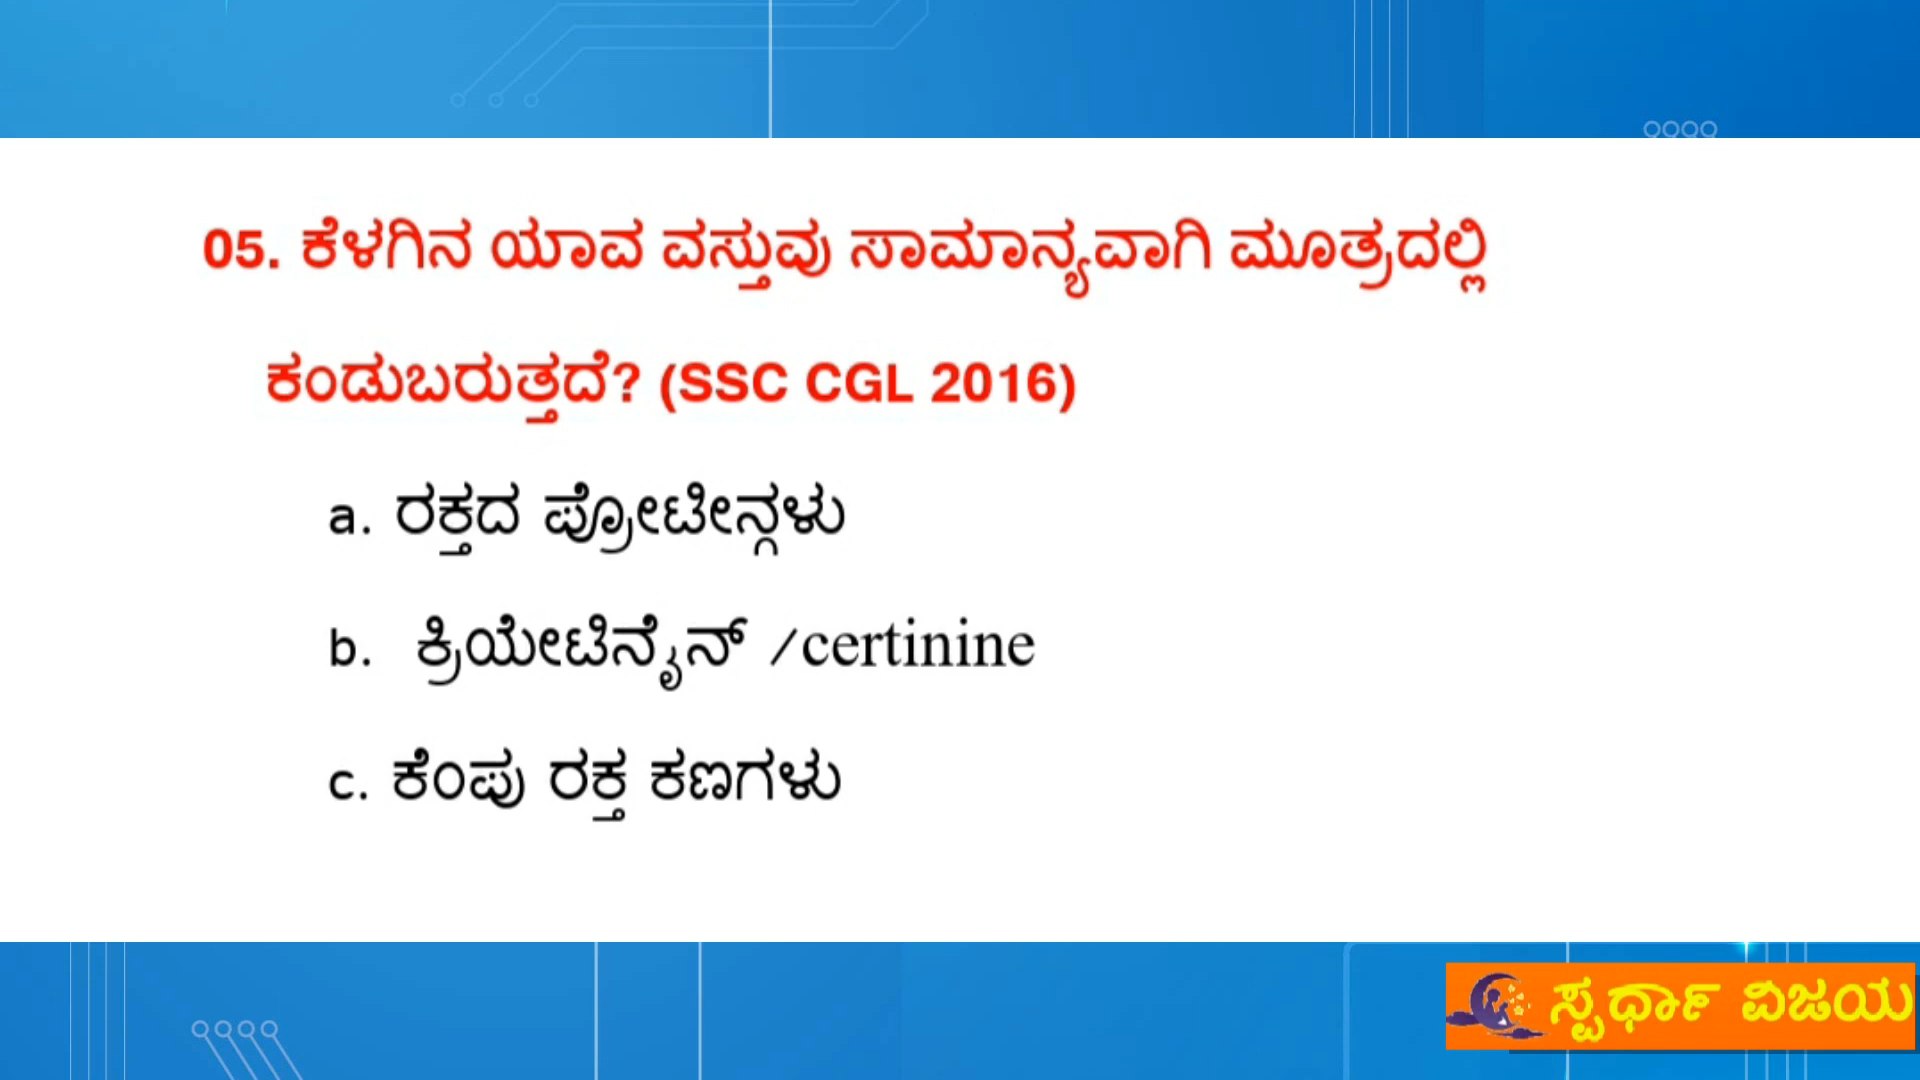 05. ಕೆಳಗಿನ ಯಾವ ವಸ್ತುವು ಸಾಮಾನ್ಯವಾಗಿ ಮೂತ್ರದಲ್ಲಿ
ಕಂಡುಬರುತ್ತದೆ? (SSC CGL 2016)
a. ರಕ್ತದ ಪ್ರೋಟೀನ್ಗಳು
b. ಕ್ರಿಯೇಟಿನೈನ್ /certinine
c. ಕೆಂಪು ರಕ್ತ ಕಣಗಳು
ಸ್ಪರ್ಧಾ ವಿಜಯ